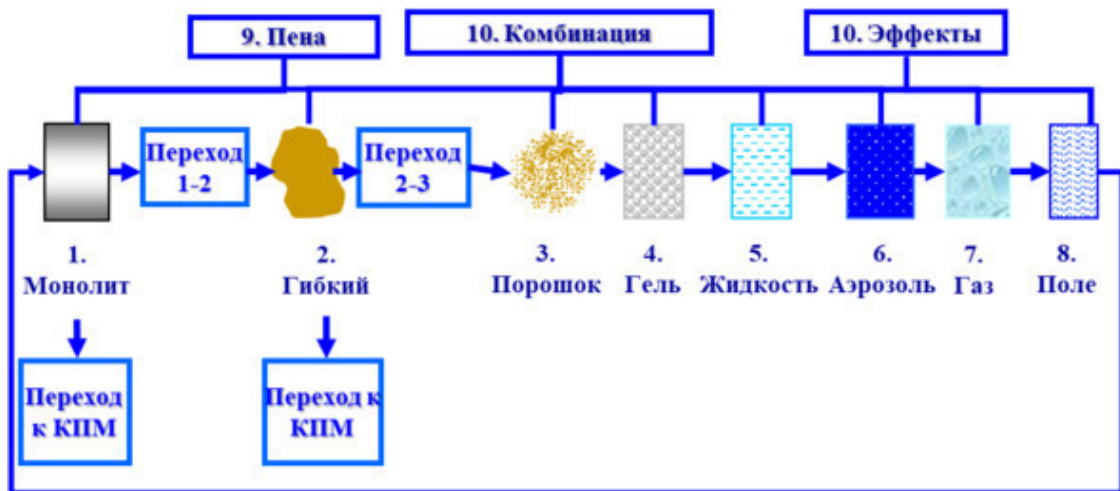 9. Пена
10. Комбинация
10. Эффекты
Переход
1-2
Переход
2-3
1.
Монолит
2.
Гибкий
3.
Порошок
4.
Гель
5.
Жидкость
6.
Аэрозоль
7.
Газ
8.
Поле
Переход
к КПМ
Переход к
КПМ